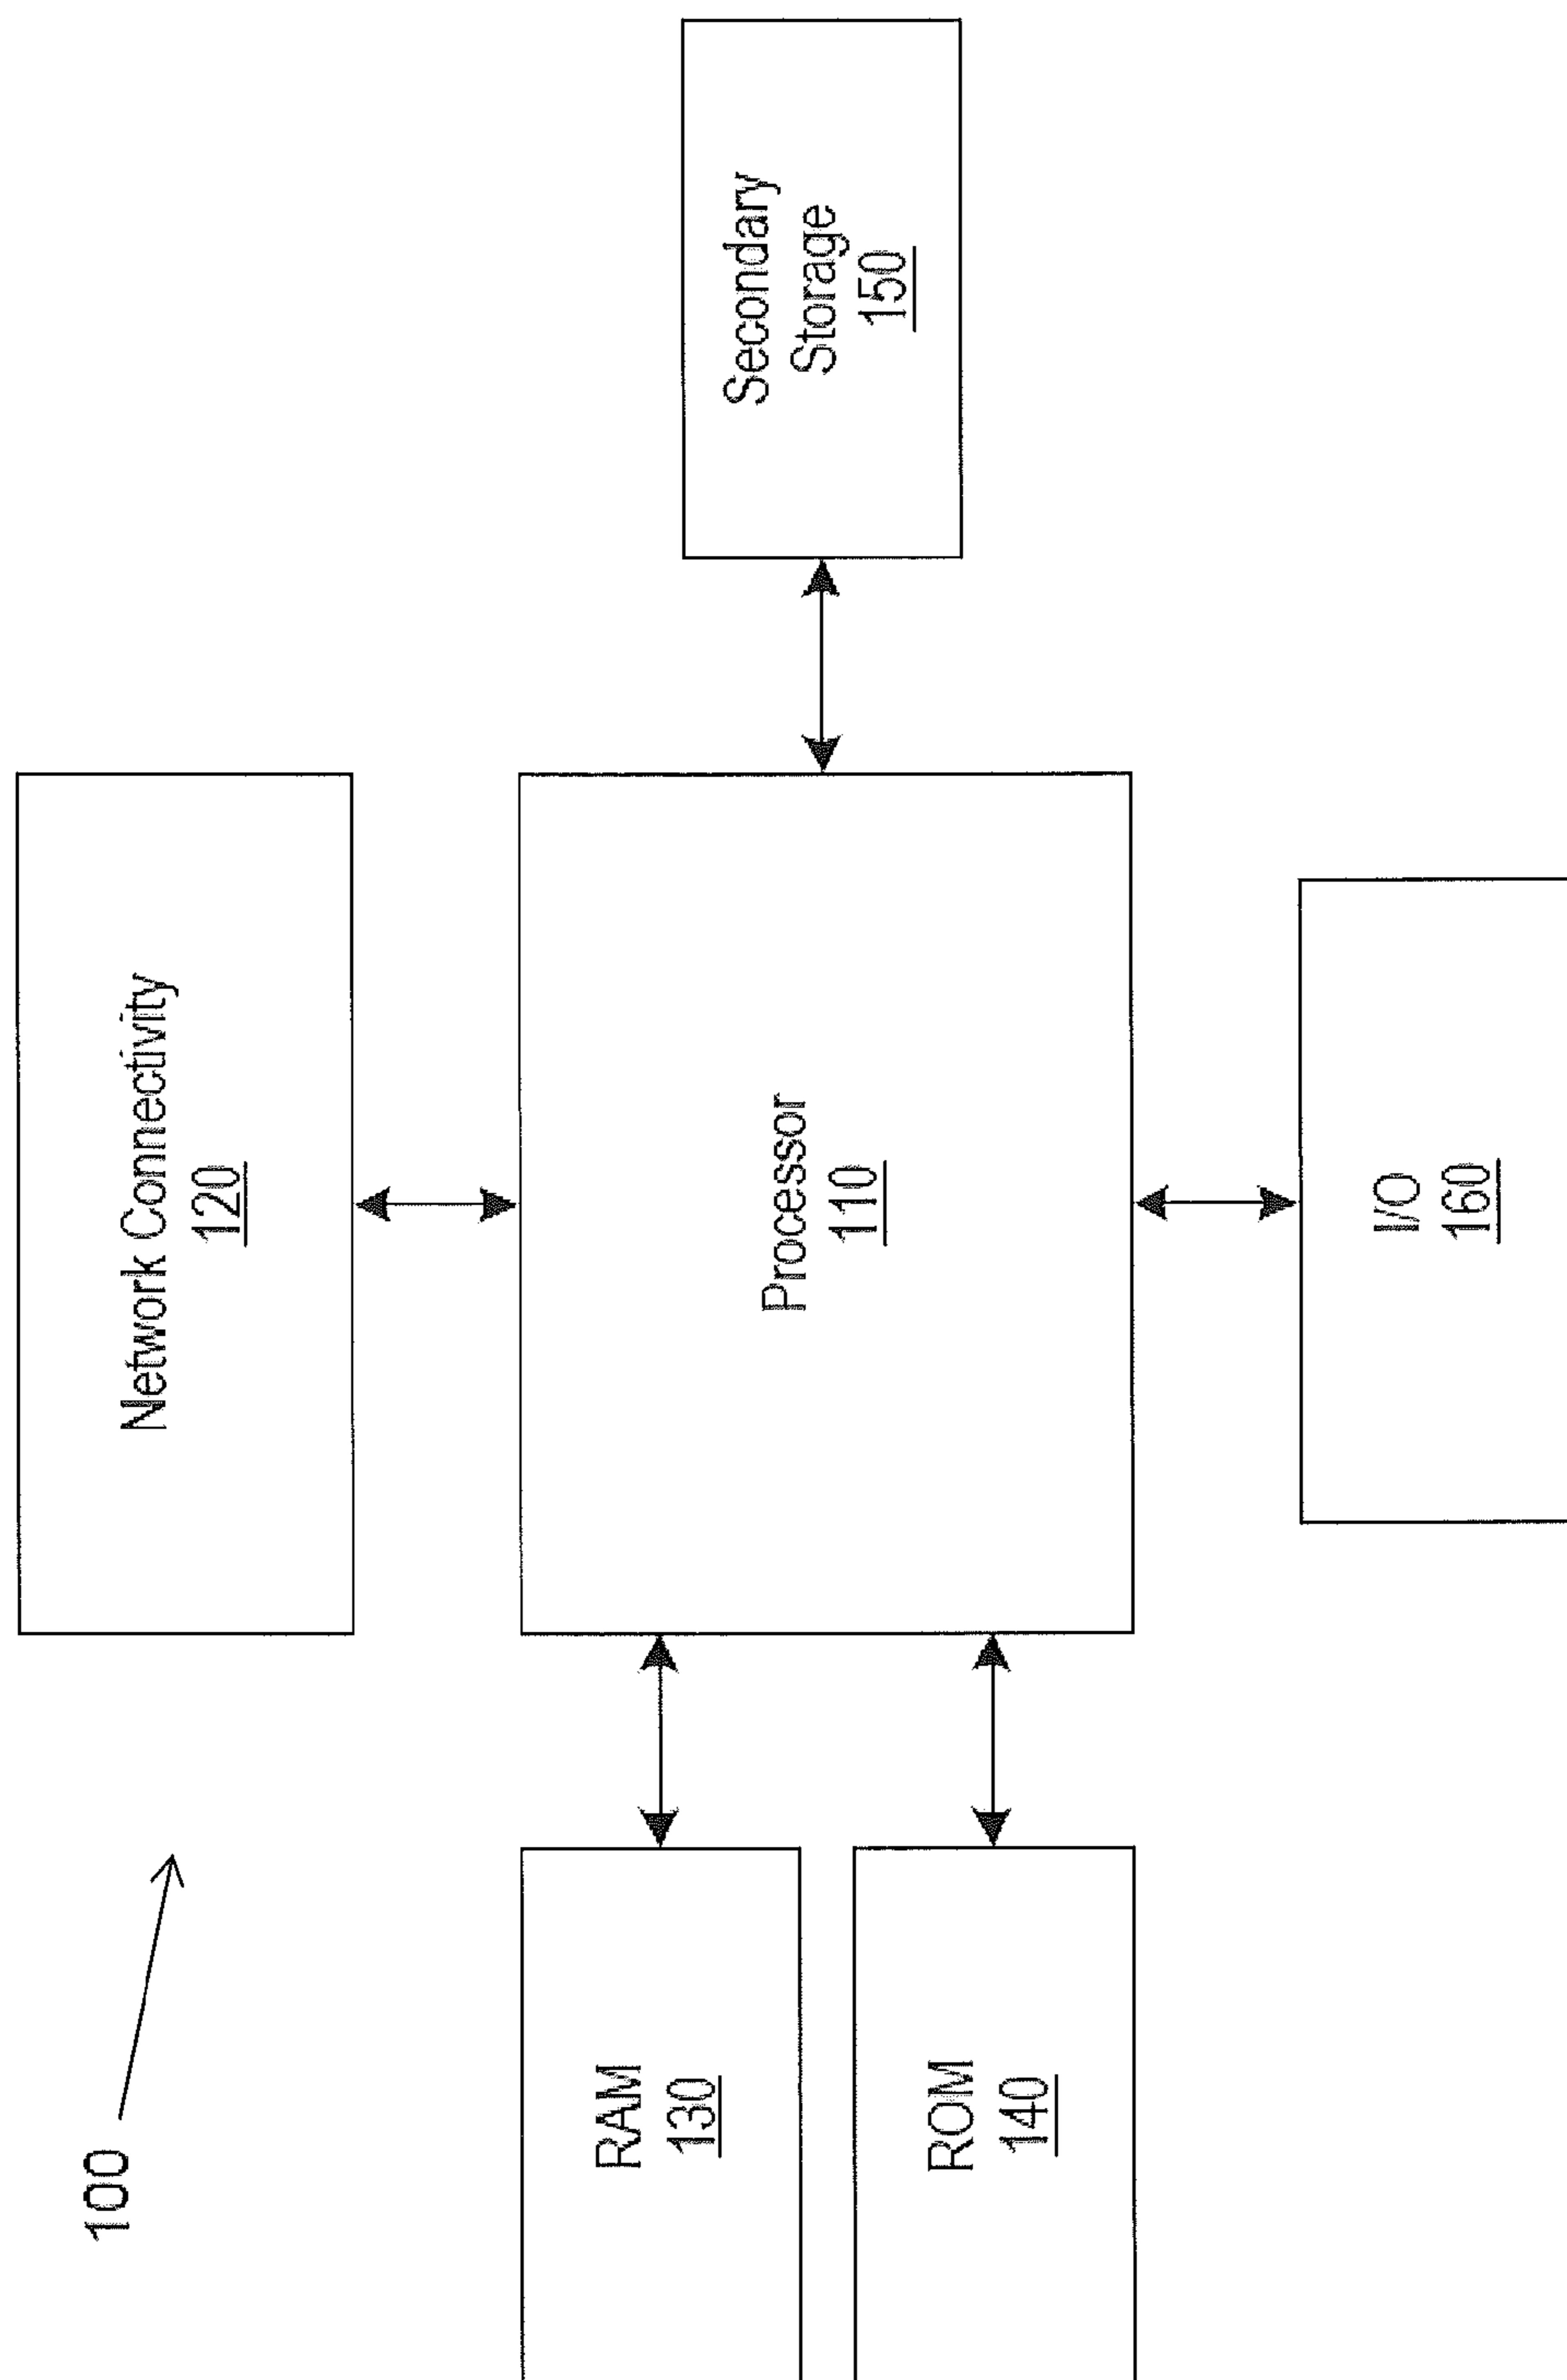 100
Network Connectivity
120
RAM
130
Processor
110
Secondary
Storage
150
ROM
140
I/O
160